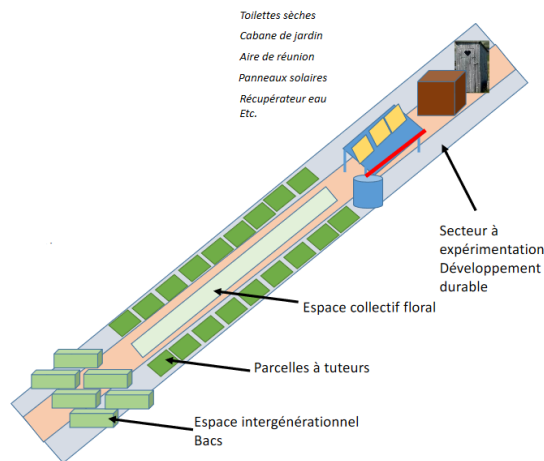 Toilettes sèches
Cabane de jardin
Aire de réunion
Panneaux solaires
Récupérateur eau
Etc.
Secteur à
expérimentation
Développement
durable
Espace collectif floral
Parcelles à tuteurs
Espace intergénérationnel
Bacs